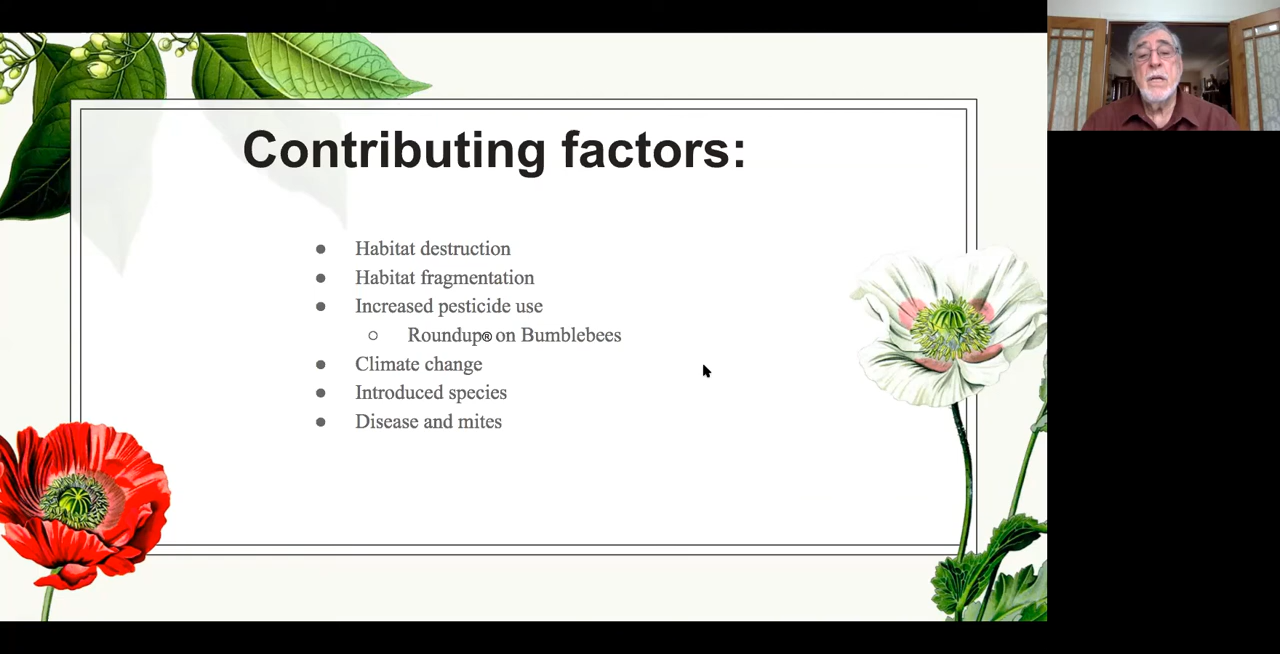 Contributing factors:
● Habitat destruction
● Habitat fragmentation
● Increased pesticide use
○ Roundup® on Bumblebees
● Climate change
● Introduced species
● Disease and mites